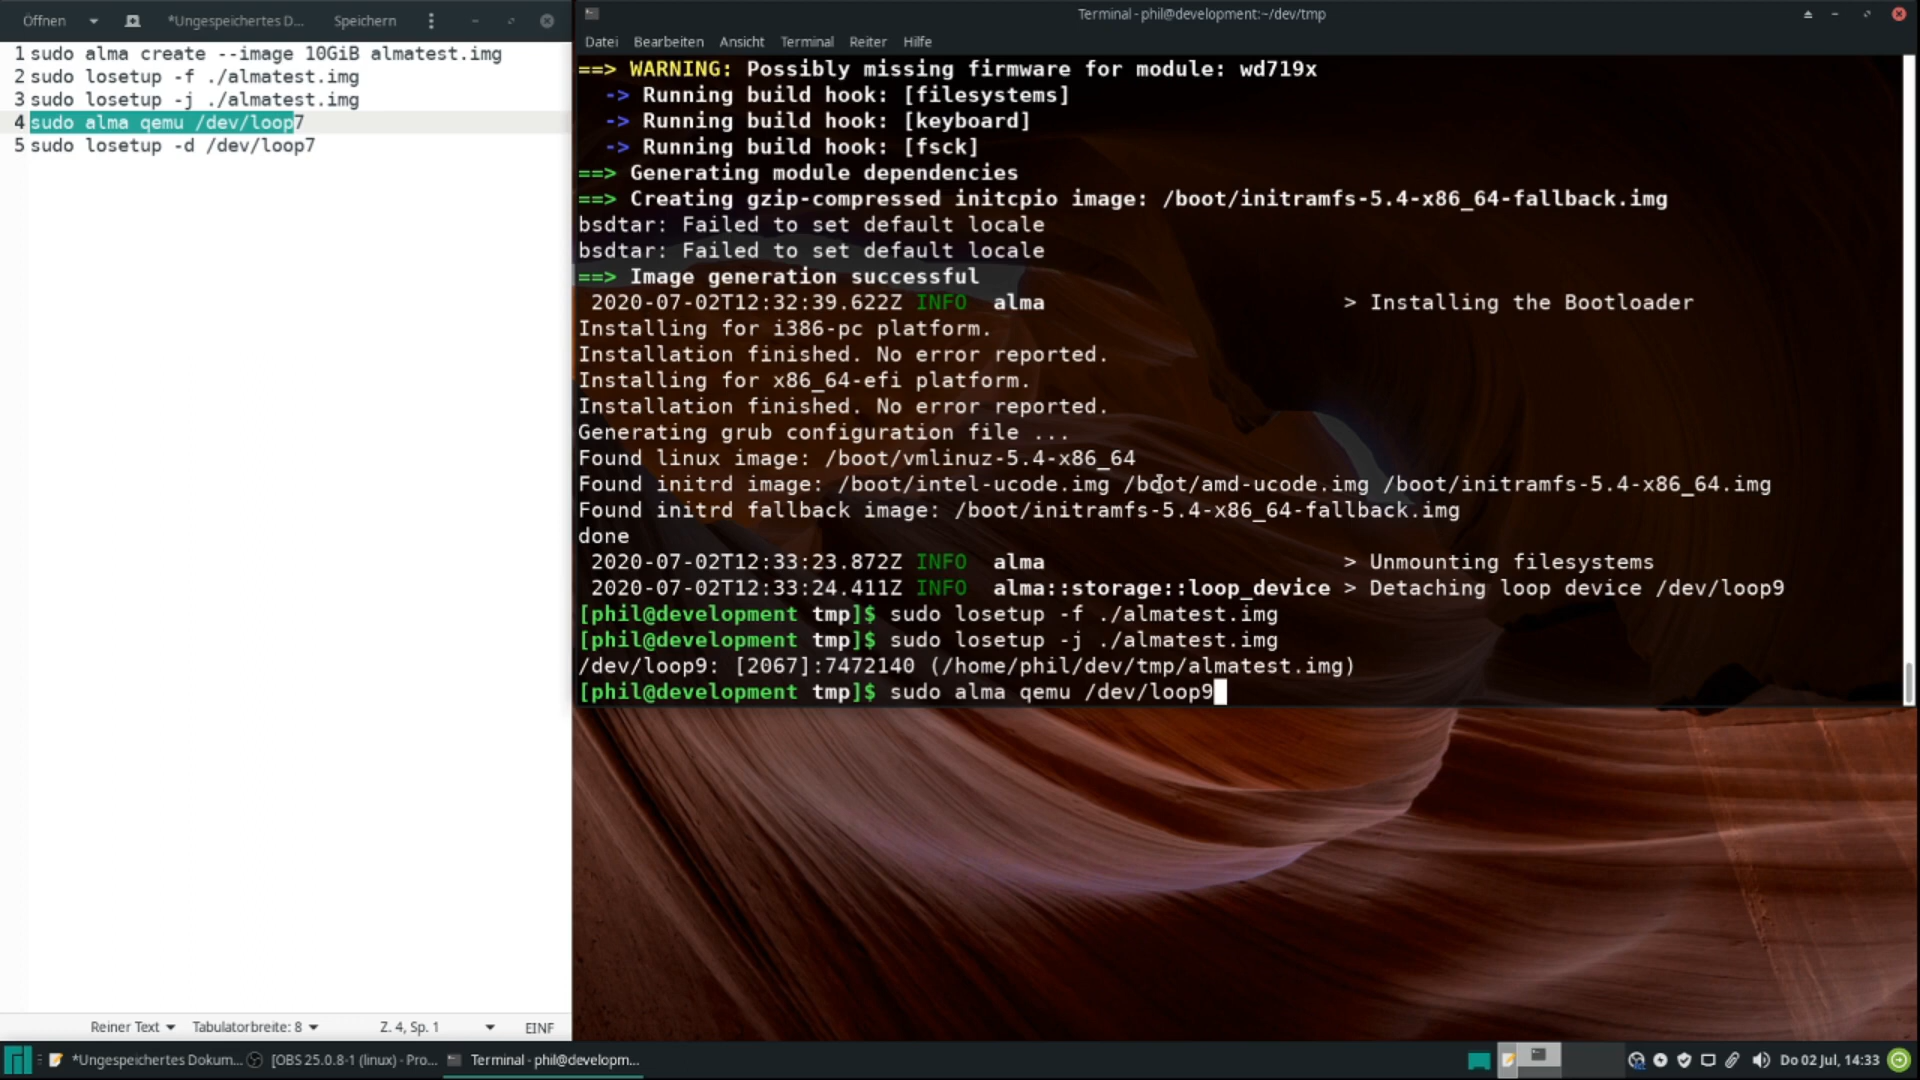 Öffnen
*Ungespeichertes D...
Speichern
1 sudo alma create --image 10GiB almatest.img
2 sudo losetup -f ./almatest.img
3 sudo losetup -j ./almatest.img
4 sudo alma qemu /dev/loop7
5 sudo losetup -d /dev/loop7
Reiner Text
Tabulatorbreite: 8
Z. 4, Sp. 1
EINF
Terminal - phil@development:~/dev/tmp
Datei Bearbeiten Ansicht Terminal Reiter Hilfe
==> WARNING: Possibly missing firmware for module: wd719x
-> Running build hook: [filesystems]
-> Running build hook: [keyboard]
-> Running build hook: [fsck]
==> Generating module dependencies
==> Creating gzip-compressed initcpio image: /boot/initramfs-5.4-x86_64-fallback.img
bsdtar: Failed to set default locale
bsdtar: Failed to set default locale
==> Image generation successful
2020-07-02T12:32:39.622Z INFO alma > Installing the Bootloader
Installing for i386-pc platform.
Installation finished. No error reported.
Installing for x86_64-efi platform.
Installation finished. No error reported.
Generating grub configuration file ...
Found linux image: /boot/vmlinuz-5.4-x86_64
Found initrd image: /boot/intel-ucode.img /boot/amd-ucode.img /boot/initramfs-5.4-x86_64.img
Found initrd fallback image: /boot/initramfs-5.4-x86_64-fallback.img
done
2020-07-02T12:33:23.872Z INFO alma > Unmounting filesystems
2020-07-02T12:33:24.411Z INFO alma::storage::loop_device > Detaching loop device /dev/loop9
[phil@development tmp]$ sudo losetup -f ./almatest.img
[phil@development tmp]$ sudo losetup -j ./almatest.img
/dev/loop9: [2067]:7472140 (/home/phil/dev/tmp/almatest.img)
[phil@development tmp]$ sudo alma qemu /dev/loop9
*Ungespeichertes Dokum...
[OBS 25.0.8-1 (linux) - Pro...
Terminal - phil@developm...
Do 02 Jul, 14:33